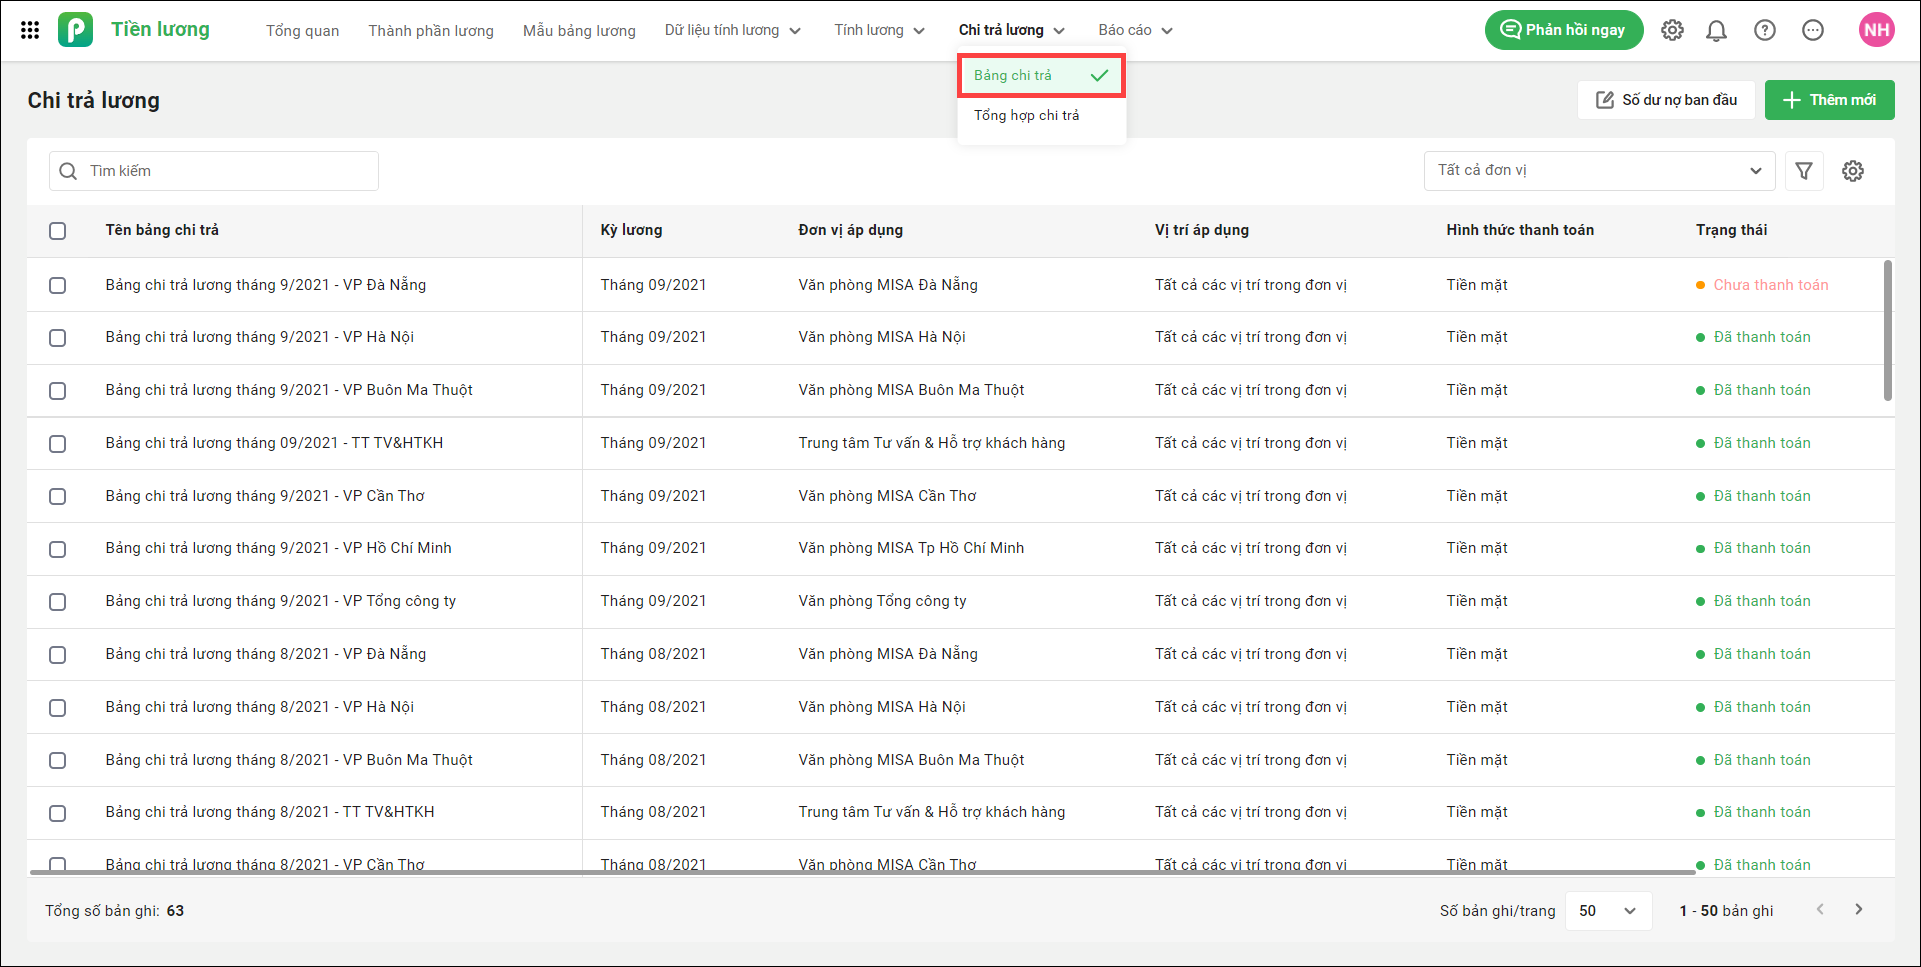 Tiền lương
Tổng quan
Thành phần lương
Mẫu bảng lương
Dữ liệu tính lương
Tính lương
Chi trả lương
Báo cáo
Phản hồi ngay
NH
Bảng chi trả
Tổng hợp chi trả
Chi trả lương
Số dư nợ ban đầu
Thêm mới
Tìm kiếm
Tất cả đơn vị
Tên bảng chi trả Kỳ lương Đơn vị áp dụng Vị trí áp dụng Hình thức thanh toán Trạng thái
Bảng chi trả lương tháng 9/2021 - VP Đà Nẵng Tháng 09/2021 Văn phòng MISA Đà Nẵng Tất cả các vị trí trong đơn vị Tiền mặt Chưa thanh toán
Bảng chi trả lương tháng 9/2021 - VP Hà Nội Tháng 09/2021 Văn phòng MISA Hà Nội Tất cả các vị trí trong đơn vị Tiền mặt Đã thanh toán
Bảng chi trả lương tháng 9/2021 - VP Buôn Ma Thuột Tháng 09/2021 Văn phòng MISA Buôn Ma Thuột Tất cả các vị trí trong đơn vị Tiền mặt Đã thanh toán
Bảng chi trả lương tháng 09/2021 - TT TV&HTKH Tháng 09/2021 Trung tâm Tư vấn & Hỗ trợ khách hàng Tất cả các vị trí trong đơn vị Tiền mặt Đã thanh toán
Bảng chi trả lương tháng 9/2021 - VP Cần Thơ Tháng 09/2021 Văn phòng MISA Cần Thơ Tất cả các vị trí trong đơn vị Tiền mặt Đã thanh toán
Bảng chi trả lương tháng 9/2021 - VP Hồ Chí Minh Tháng 09/2021 Văn phòng MISA Tp Hồ Chí Minh Tất cả các vị trí trong đơn vị Tiền mặt Đã thanh toán
Bảng chi trả lương tháng 9/2021 - VP Tổng công ty Tháng 09/2021 Văn phòng Tổng công ty Tất cả các vị trí trong đơn vị Tiền mặt Đã thanh toán
Bảng chi trả lương tháng 8/2021 - VP Đà Nẵng Tháng 08/2021 Văn phòng MISA Đà Nẵng Tất cả các vị trí trong đơn vị Tiền mặt Đã thanh toán
Bảng chi trả lương tháng 8/2021 - VP Hà Nội Tháng 08/2021 Văn phòng MISA Hà Nội Tất cả các vị trí trong đơn vị Tiền mặt Đã thanh toán
Bảng chi trả lương tháng 8/2021 - VP Buôn Ma Thuột Tháng 08/2021 Văn phòng MISA Buôn Ma Thuột Tất cả các vị trí trong đơn vị Tiền mặt Đã thanh toán
Bảng chi trả lương tháng 8/2021 - TT TV&HTKH Tháng 08/2021 Trung tâm Tư vấn & Hỗ trợ khách hàng Tất cả các vị trí trong đơn vị Tiền mặt Đã thanh toán
Bảng chi trả lương tháng 8/2021 - VP Cần Thơ Tháng 08/2021 Văn phòng MISA Cần Thơ Tất cả các vị trí trong đơn vị Tiền mặt Đã thanh toán
Tổng số bản ghi: 63
Số bản ghi/trang 50
1 - 50 bản ghi